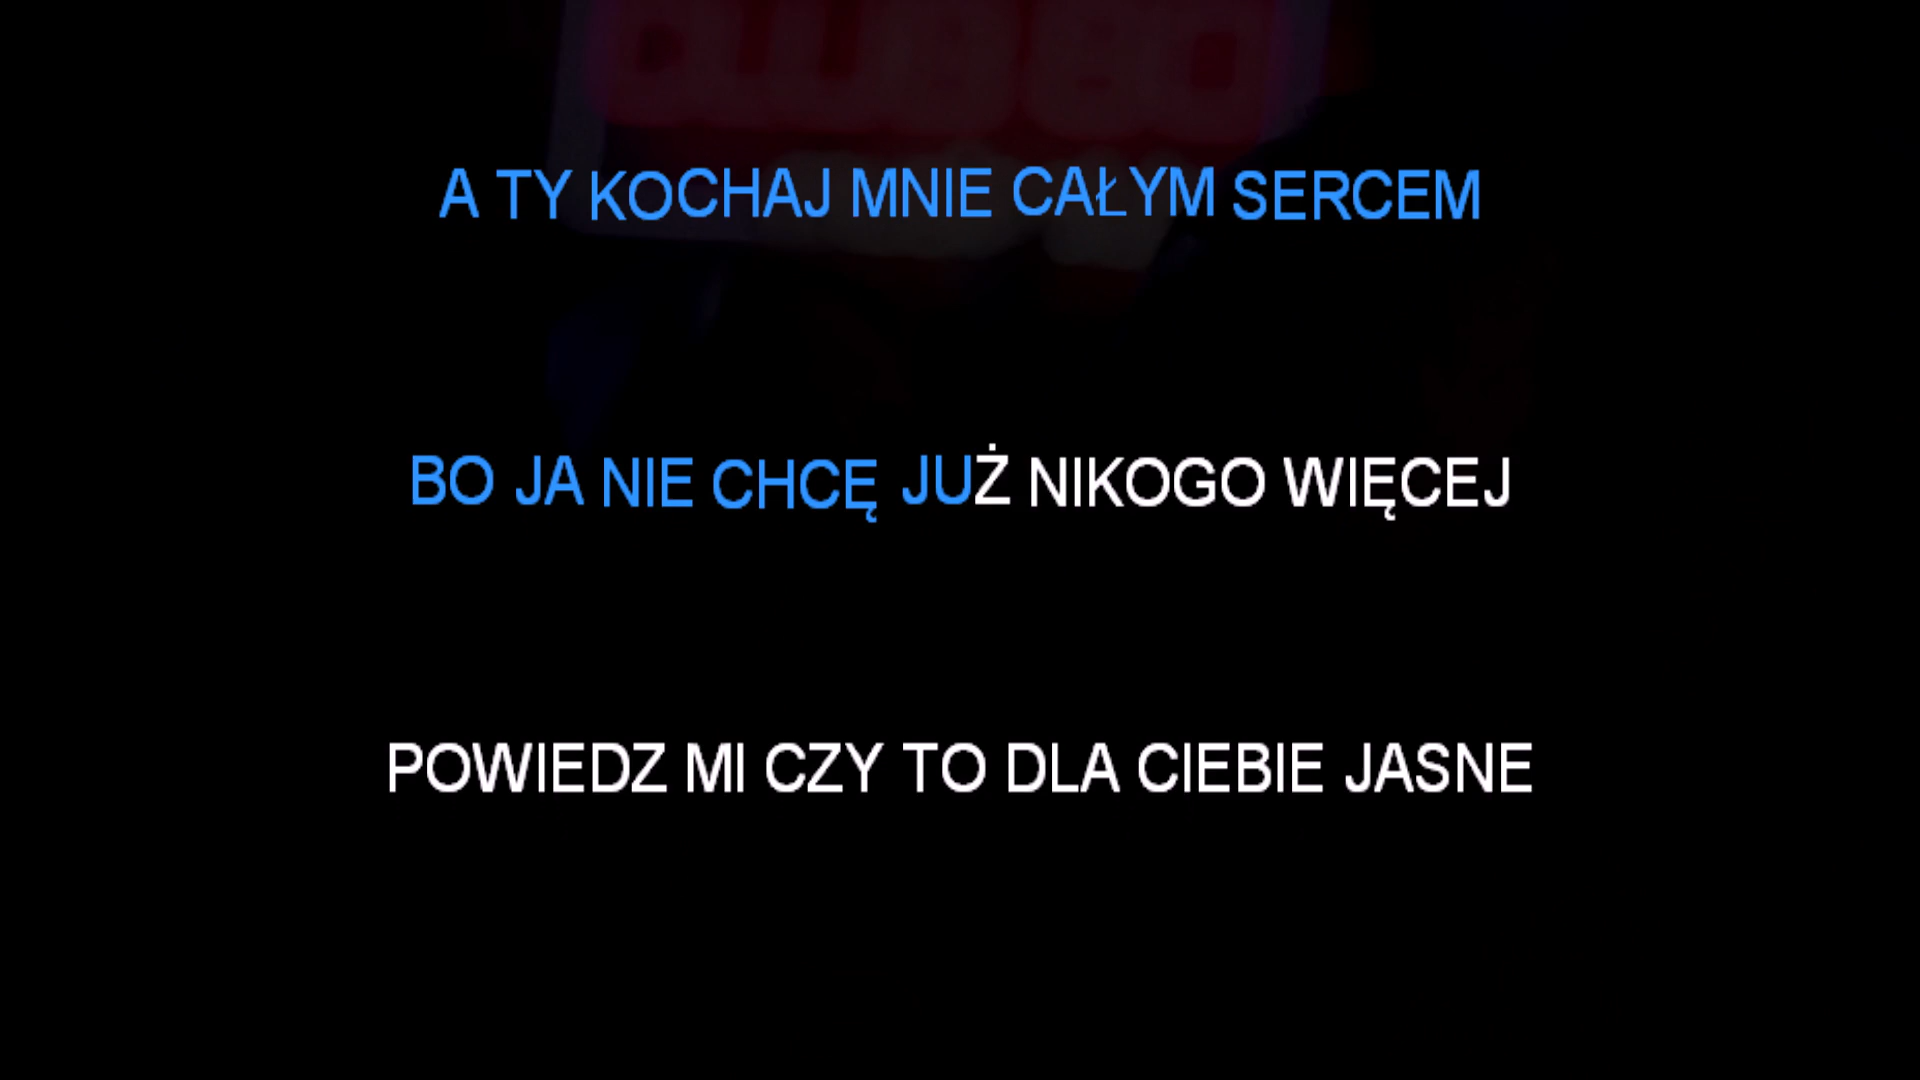 A TY KOCHAJ MNIE CAŁYM SERCEM
BO JA NIE CHCĘ JUŻ NIKOGO WIĘCEJ
POWIEDZ MI CZY TO DLA CIEBIE JASNE